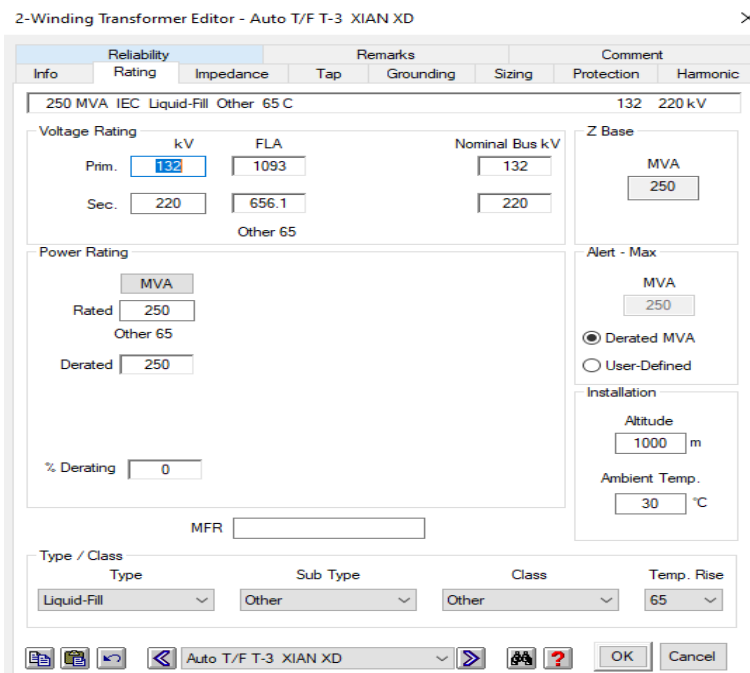 2-Winding Transformer Editor - Auto T/F T-3 XIAN XD
Reliability Remarks Comment
Info Rating Impedance Tap Grounding Sizing Protection Harmonic
250 MVA IEC Liquid-Fill Other 65 C 132 220 kV
Voltage Rating
kV FLA Nominal Bus kV
Prim. 132 1093 132
Sec. 220 656.1 220
Other 65
Z Base
MVA
250
Power Rating
MVA
Rated 250
Other 65
Derated 250
% Derating 0
Alert - Max
MVA
250
Derated MVA
User-Defined
Installation
Altitude
1000 m
Ambient Temp.
30 °C
MFR
Type / Class
Type Sub Type Class Temp. Rise
Liquid-Fill Other Other 65
Auto T/F T-3 XIAN XD ? OK Cancel